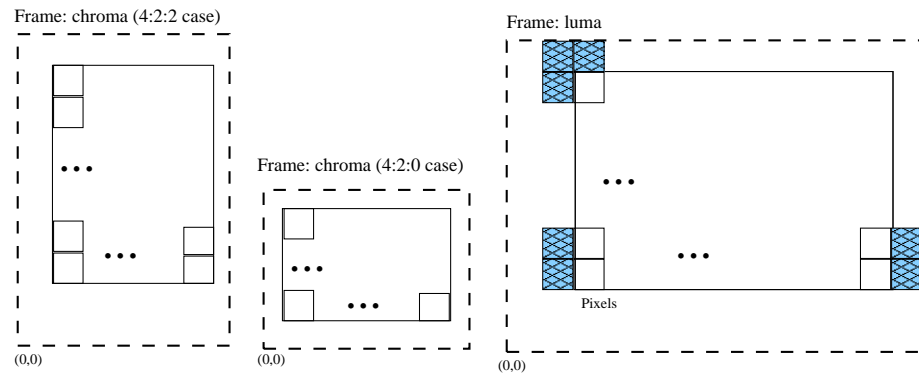 Frame: chroma (4:2:2 case)
Frame: luma
Frame: chroma (4:2:0 case)
Pixels
(0,0)
(0,0)
(0,0)